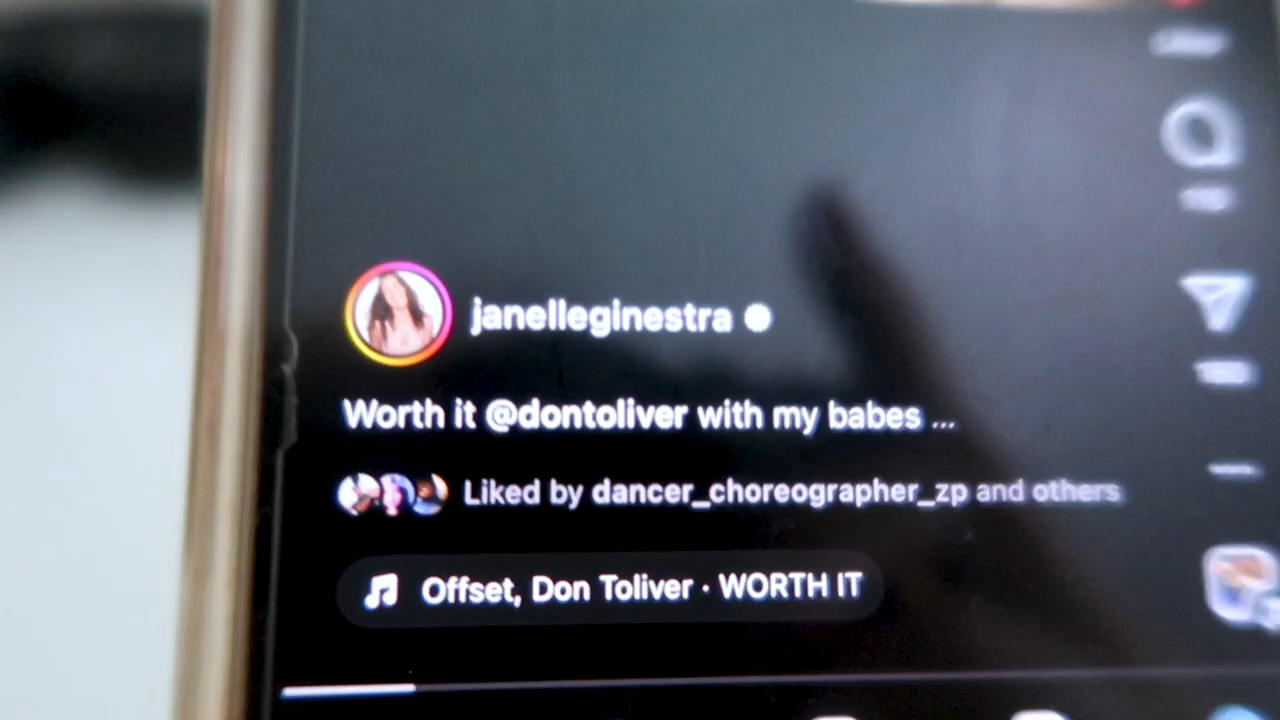 janelleginestra
Worth it @dontoliver with my babes ...
Liked by dancer_choreographer_zp and others
Offset, Don Toliver · WORTH IT